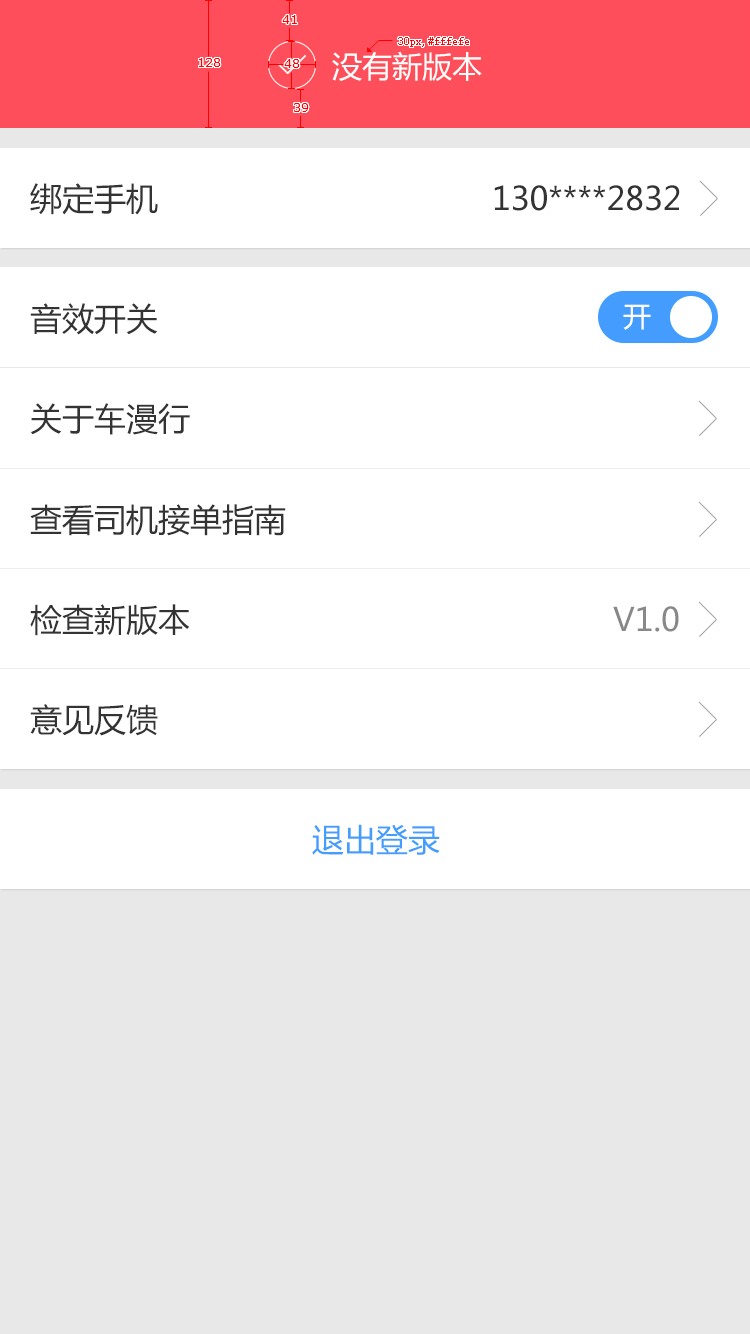 41
30px,#fffefe
128
48
没有新版本
39
绑定手机 130****2832
音效开关 开
关于车漫行
查看司机接单指南
检查新版本 V1.0
意见反馈
退出登录